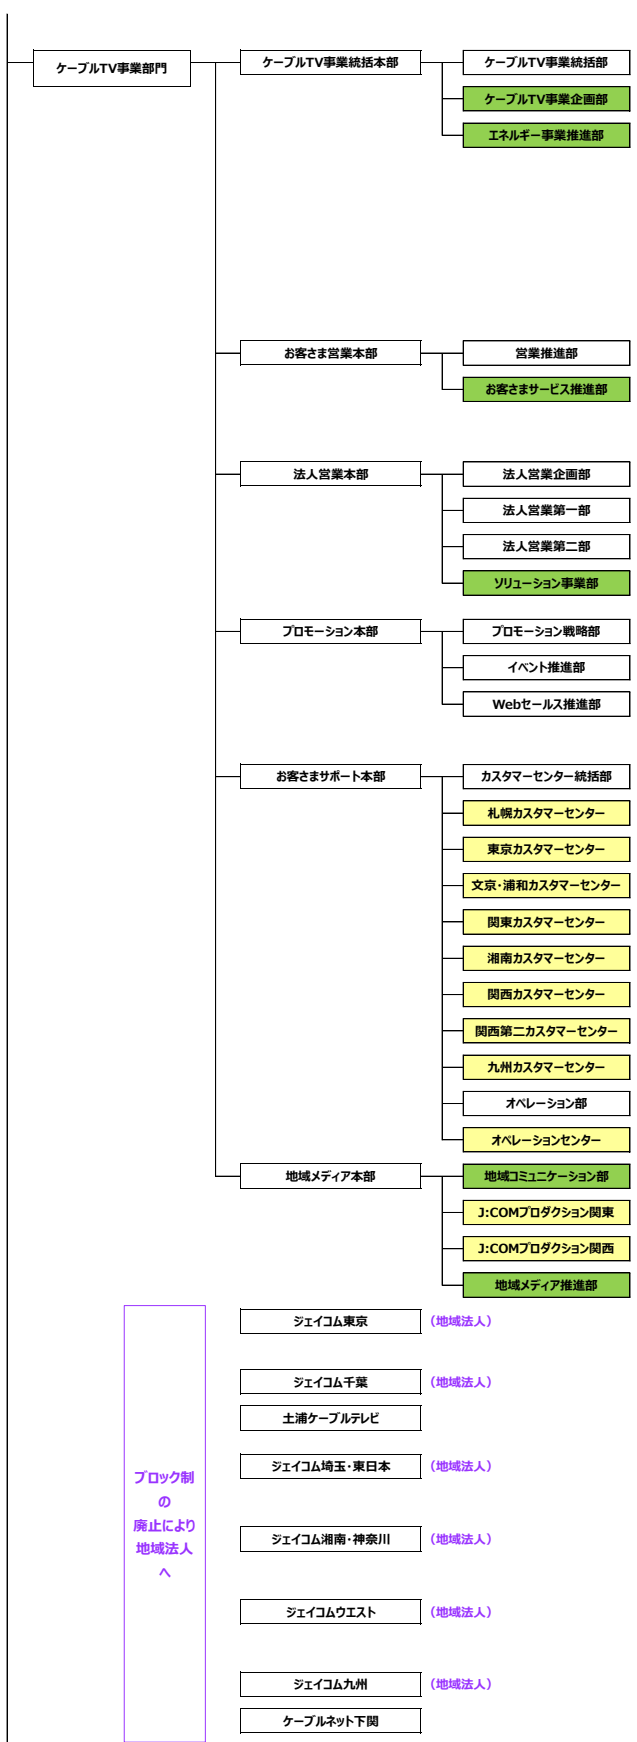 ケーブルTV事業部門
ケーブルTV事業統括本部
ケーブルTV事業統括部
ケーブルTV事業企画部
エネルギー事業推進部
お客さま営業本部
営業推進部
お客さまサービス推進部
法人営業本部
法人営業企画部
法人営業第一部
法人営業第二部
ソリューション事業部
プロモーション本部
プロモーション戦略部
イベント推進部
Webセールス推進部
お客さまサポート本部
カスタマーセンター統括部
札幌カスタマーセンター
東京カスタマーセンター
文京・浦和カスタマーセンター
関東カスタマーセンター
湘南カスタマーセンター
関西カスタマーセンター
関西第二カスタマーセンター
九州カスタマーセンター
オペレーション部
オペレーションセンター
地域メディア本部
地域コミュニケーション部
J:COMプロダクション関東
J:COMプロダクション関西
地域メディア推進部
ブロック制
の
廃止により
地域法人
へ
ジェイコム東京 (地域法人)
ジェイコム千葉 (地域法人)
土浦ケーブルテレビ
ジェイコム埼玉・東日本 (地域法人)
ジェイコム湘南・神奈川 (地域法人)
ジェイコムウエスト (地域法人)
ジェイコム九州 (地域法人)
ケーブルネット下関